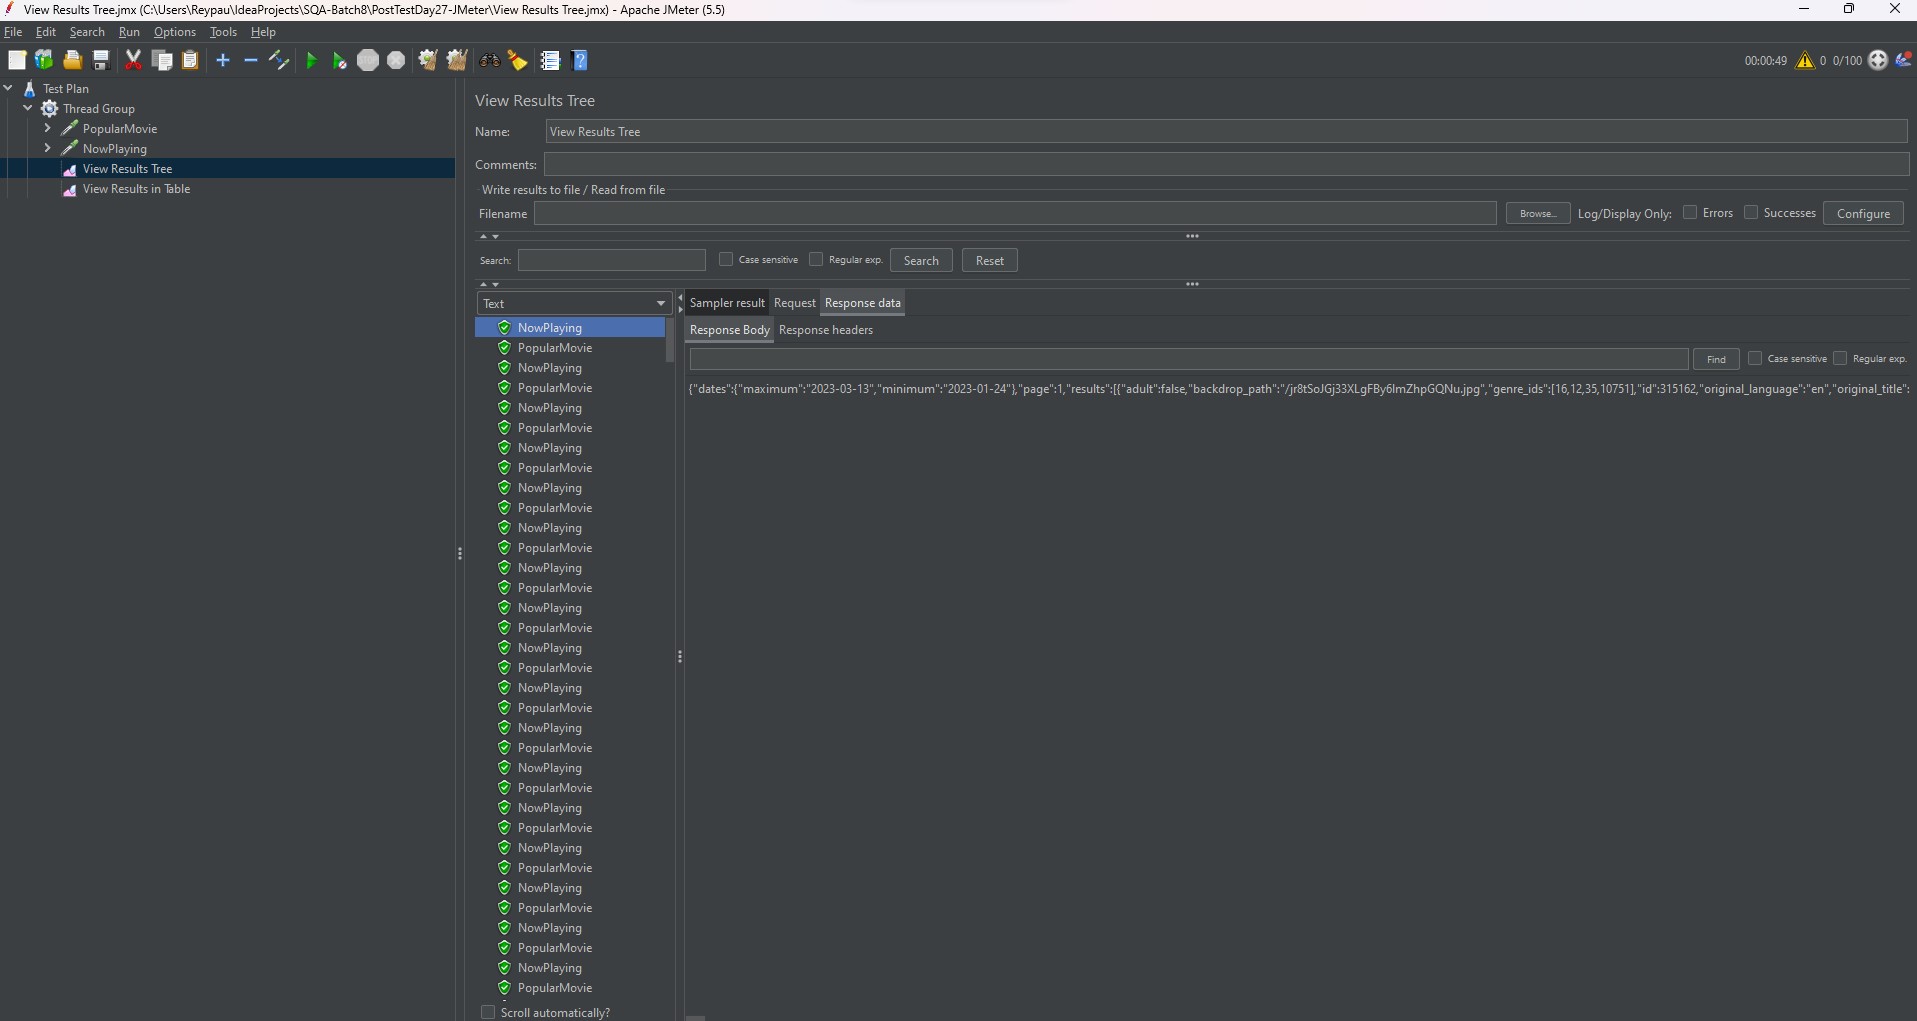 View Results Tree.jmx (C:\Users\Reypau\IdeaProjects\SQA-Batch8\PostTestDay27-JMeter\View Results Tree.jmx) - Apache JMeter (5.5)
File Edit Search Run Options Tools Help
00:00:49 0 0/100
Test Plan
Thread Group
PopularMovie
NowPlaying
View Results Tree
View Results in Table
View Results Tree
Name: View Results Tree
Comments:
Write results to file / Read from file
Filename Browse... Log/Display Only: Errors Successes Configure
Search: Case sensitive Regular exp. Search Reset
Text
NowPlaying
PopularMovie
NowPlaying
PopularMovie
NowPlaying
PopularMovie
NowPlaying
PopularMovie
NowPlaying
PopularMovie
NowPlaying
PopularMovie
NowPlaying
PopularMovie
NowPlaying
PopularMovie
NowPlaying
PopularMovie
NowPlaying
PopularMovie
NowPlaying
PopularMovie
NowPlaying
PopularMovie
NowPlaying
PopularMovie
NowPlaying
PopularMovie
NowPlaying
PopularMovie
NowPlaying
PopularMovie
NowPlaying
PopularMovie
Scroll automatically?
Sampler result Request Response data
Response Body Response headers
Find Case sensitive Regular exp.
{"dates":{"maximum":"2023-03-13","minimum":"2023-01-24"},"page":1,"results":[{"adult":false,"backdrop_path":"/jr8tSoJGj33XLgFBy6lmZhpGQNu.jpg","genre_ids":[16,12,35,10751],"id":315162,"original_language":"en","original_title":